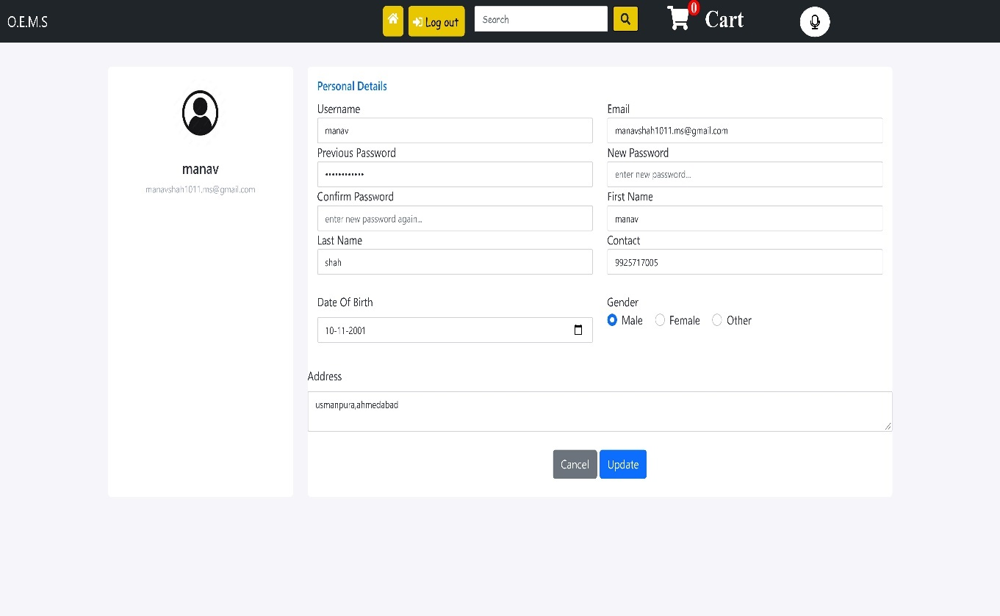 O.E.M.S
Log out
Search
0
Cart
manav
manavshah1011.ms@gmail.com
Personal Details
Username
Email
manav
manavshah1011.ms@gmail.com
Previous Password
New Password
••••••••••••
enter new password...
Confirm Password
First Name
enter new password again...
manav
Last Name
Contact
shah
9925717005
Date Of Birth
Gender
10-11-2001
Male Female Other
Address
usmanpura,ahmedabad
Cancel Update